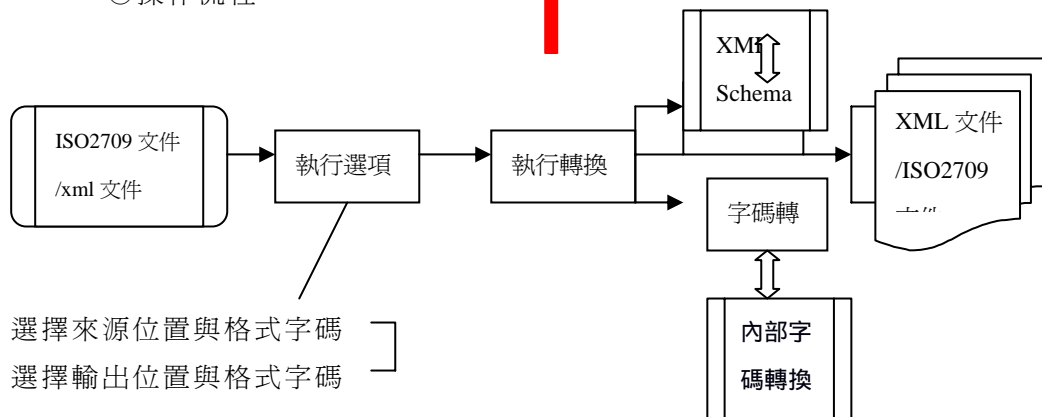 XML
Schema
ISO2709 文件
/xml 文件
執行選項
執行轉換
XML 文件
/ISO2709
字碼轉
選擇來源位置與格式字碼
選擇輸出位置與格式字碼
內部字
碼轉換